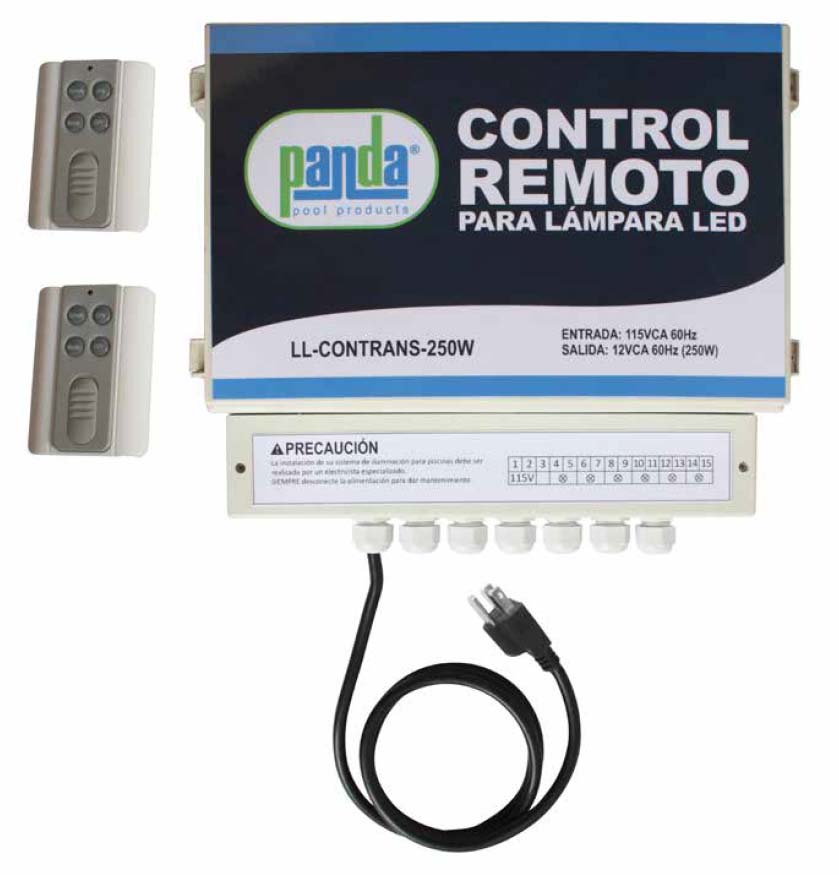 panda®
pool products
CONTROL
REMOTO
PARA LÁMPARA LED
LL-CONTRANS-250W
ENTRADA: 115VCA 60Hz
SALIDA: 12VCA 60Hz (250W)
PRECAUCIÓN
La instalación de su sistema de iluminación para piscinas debe ser
realizada por un electricista especializado.
SIEMPRE desconecte la alimentación para dar mantenimiento
1 2 3 4 5 6 7 8 9 10 11 12 13 14 15
115V